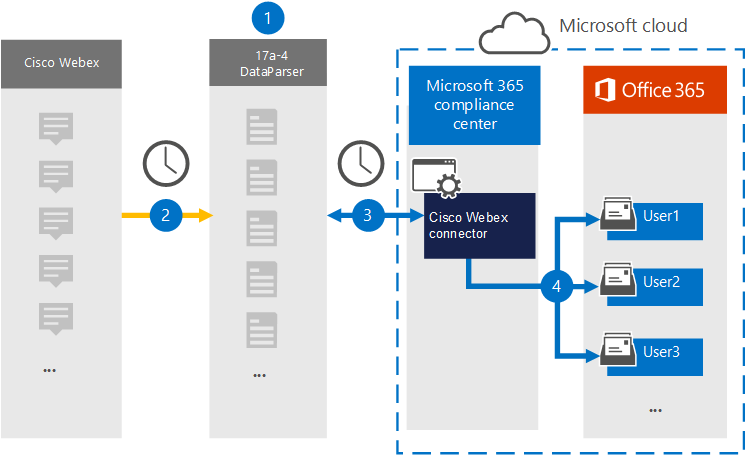 1
Microsoft cloud
Cisco Webex
17a-4
DataParser
Microsoft 365
compliance
center
Office 365
2
3
Cisco Webex
connector
4
User1
User2
User3
...
...
...